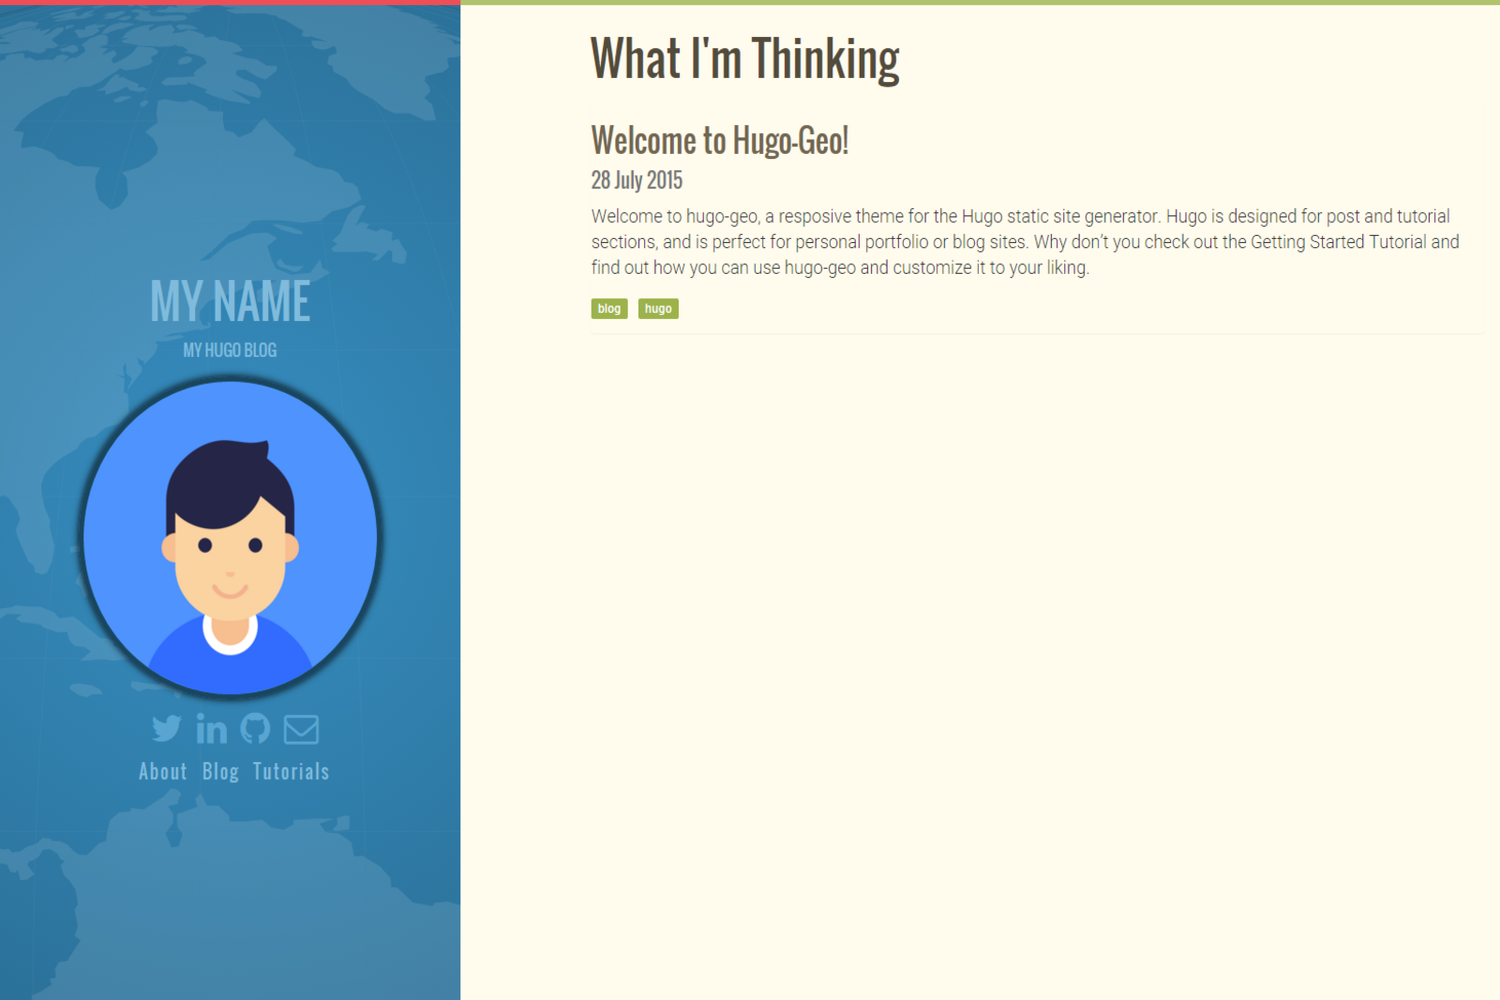 MY NAME
MY HUGO BLOG
About Blog Tutorials
What I'm Thinking
Welcome to Hugo-Geo!
28 July 2015
Welcome to hugo-geo, a resposive theme for the Hugo static site generator. Hugo is designed for post and tutorial
sections, and is perfect for personal portfolio or blog sites. Why don’t you check out the Getting Started Tutorial and
find out how you can use hugo-geo and customize it to your liking.
blog hugo